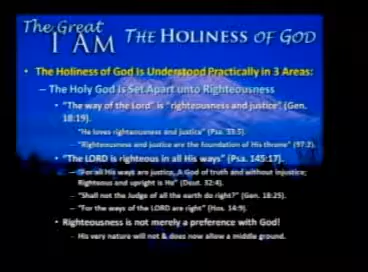 The Great
I AM THE HOLINESS OF GOD
• The Holiness of God Is Understood Practically in 3 Areas:
– The Holy God Is Set Apart unto Righteousness
• "The way of the Lord" is "righteousness and justice" (Gen.
18:19).
"He loves righteousness and justice" (Psa. 33:5).
– "Righteousness and justice are the foundation of His throne" (97:2).
• "The LORD is righteous in all His ways" (Psa. 145:17).
– "For all His ways are justice, A God of truth and without injustice;
Righteous and upright is He" (Deut. 32:4).
– "Shall not the Judge of all the earth do right?" (Gen. 18:25).
– "For the ways of the LORD are right" (Hos. 14:9).
• Righteousness is not merely a preference with God!
– His very nature will not & does now allow a middle ground.